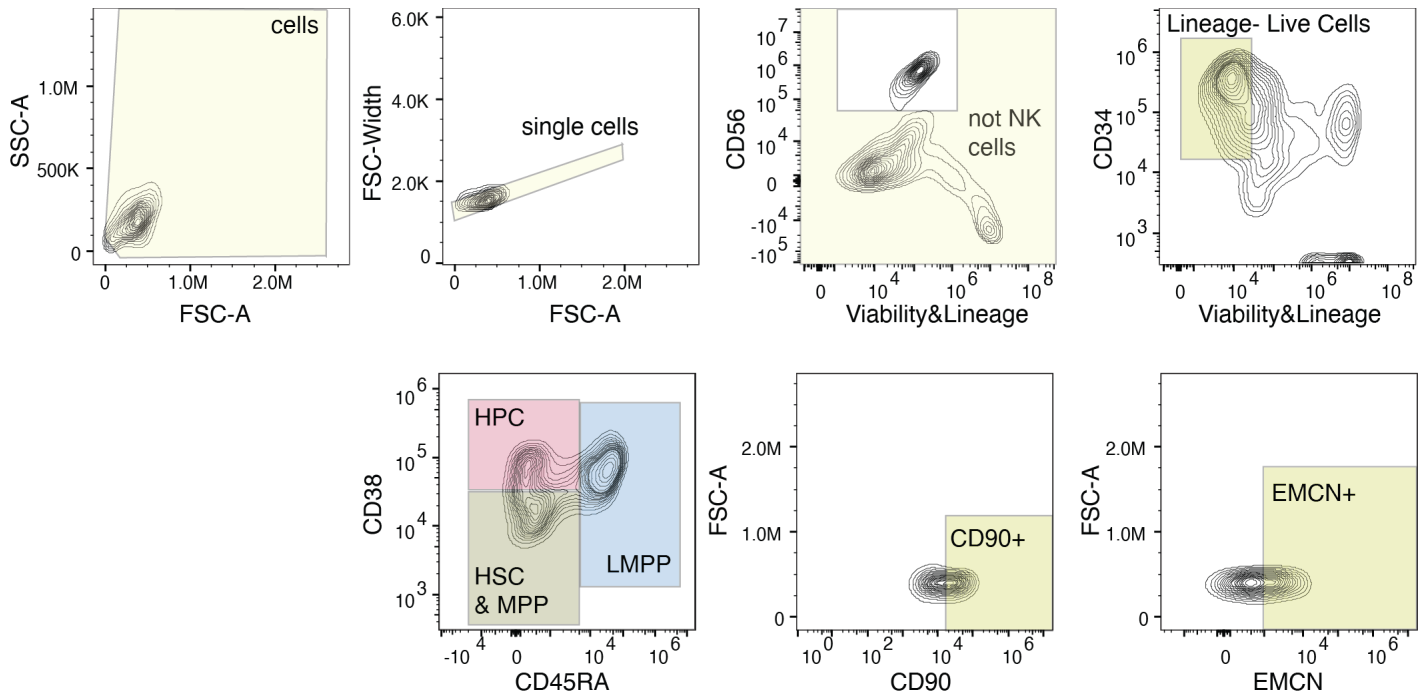 cells
SSC-A
1.0M
500K
0
0
1.0M
2.0M
FSC-A
single cells
FSC-Width
6.0K
4.0K
2.0K
0
0
1.0M
2.0M
FSC-A
not NK
cells
CD56
10 7
10 6
10 5
10 4
0
-10 4
-10 5
0
10 4
10 6
10 8
Viability&Lineage
Lineage- Live Cells
CD34
10 6
10 5
10 4
10 3
0
10 4
10 6
10 8
Viability&Lineage
HPC
HSC
& MPP
LMPP
CD38
10 6
10 5
10 4
10 3
-10 4
0
10 4
10 6
CD45RA
CD90+
FSC-A
2.0M
1.0M
0
10 0
10 2
10 4
10 6
CD90
EMCN+
FSC-A
2.0M
1.0M
0
0
10 4
10 6
EMCN